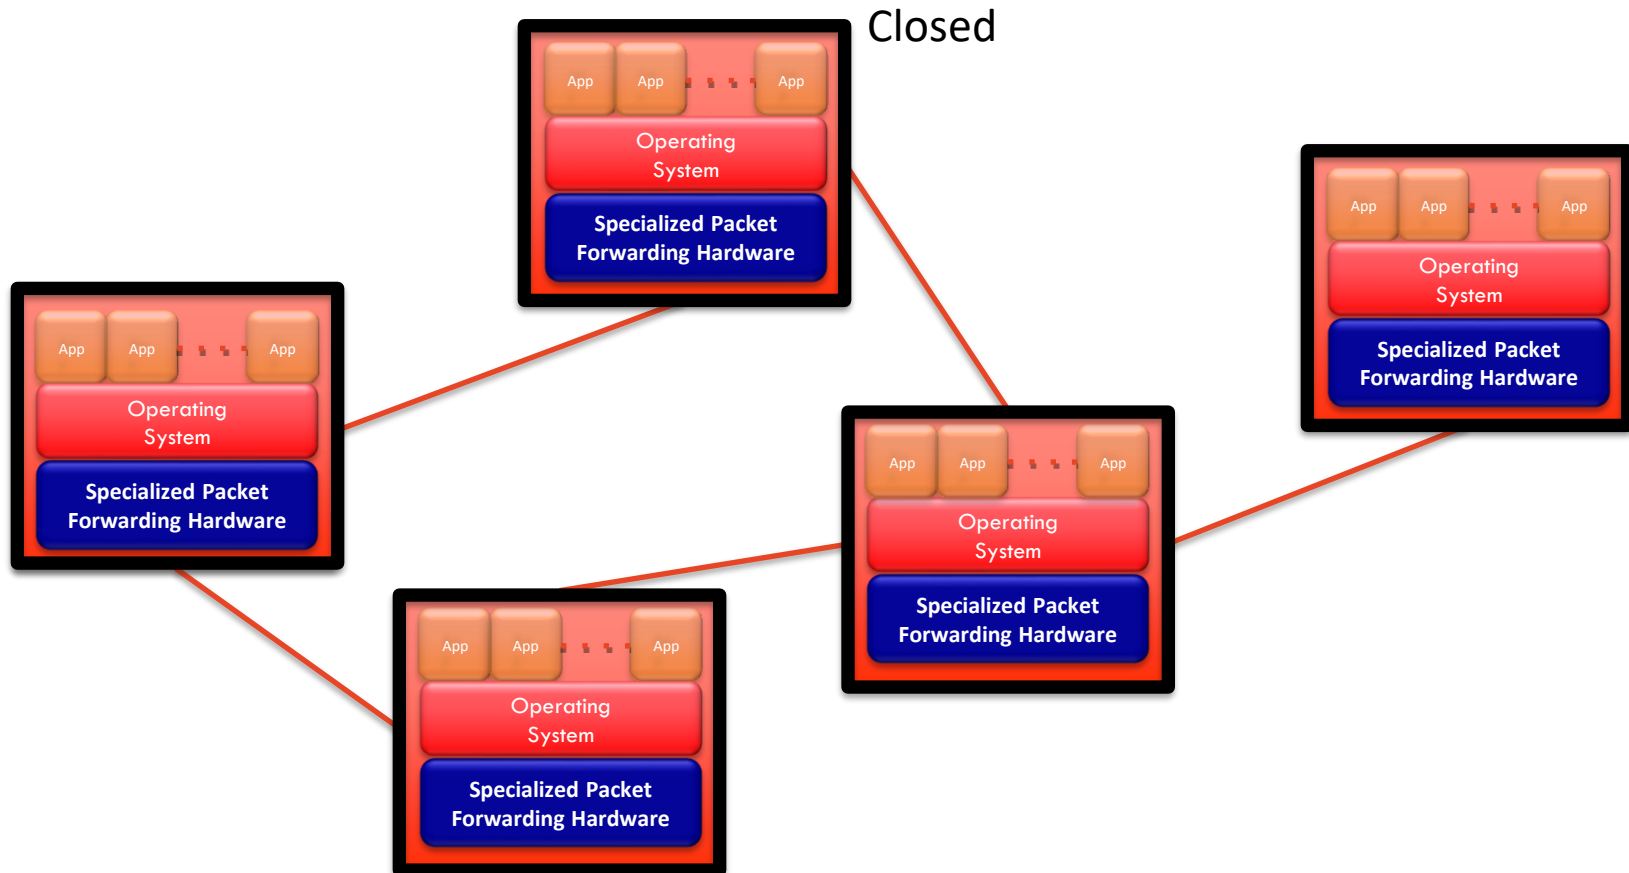 Closed
App App App
Operating
System
Specialized Packet
Forwarding Hardware
App App App
Operating
System
Specialized Packet
Forwarding Hardware
App App App
Operating
System
Specialized Packet
Forwarding Hardware
App App App
Operating
System
Specialized Packet
Forwarding Hardware
App App App
Operating
System
Specialized Packet
Forwarding Hardware